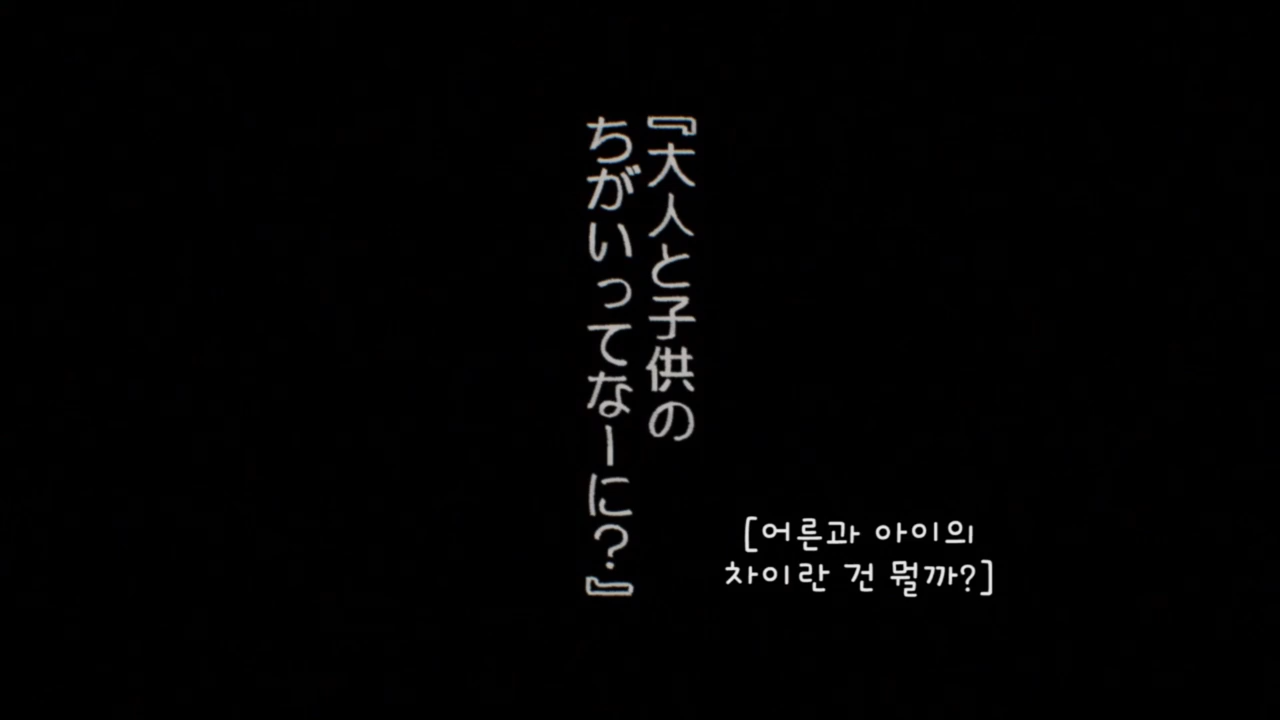 『大人と子供の
ちがいってなーに？』
[어른과 아이의
차이란 건 뭘까?]